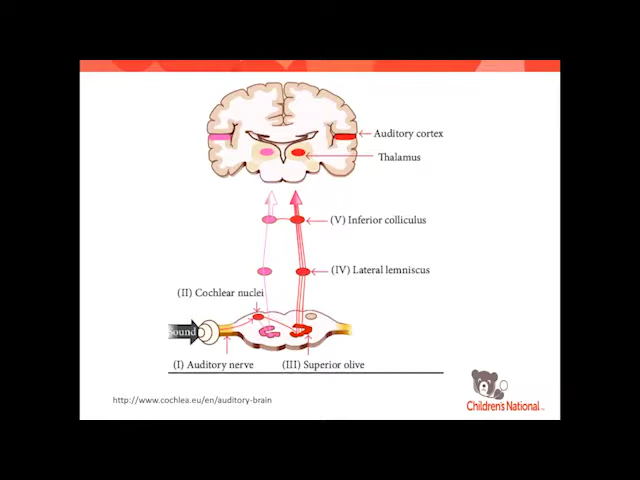 Auditory cortex
Thalamus
(V) Inferior colliculus
(IV) Lateral lemniscus
(II) Cochlear nuclei
Sound
(I) Auditory nerve
(III) Superior olive
http://www.cochlea.eu/en/auditory-brain
Children's National